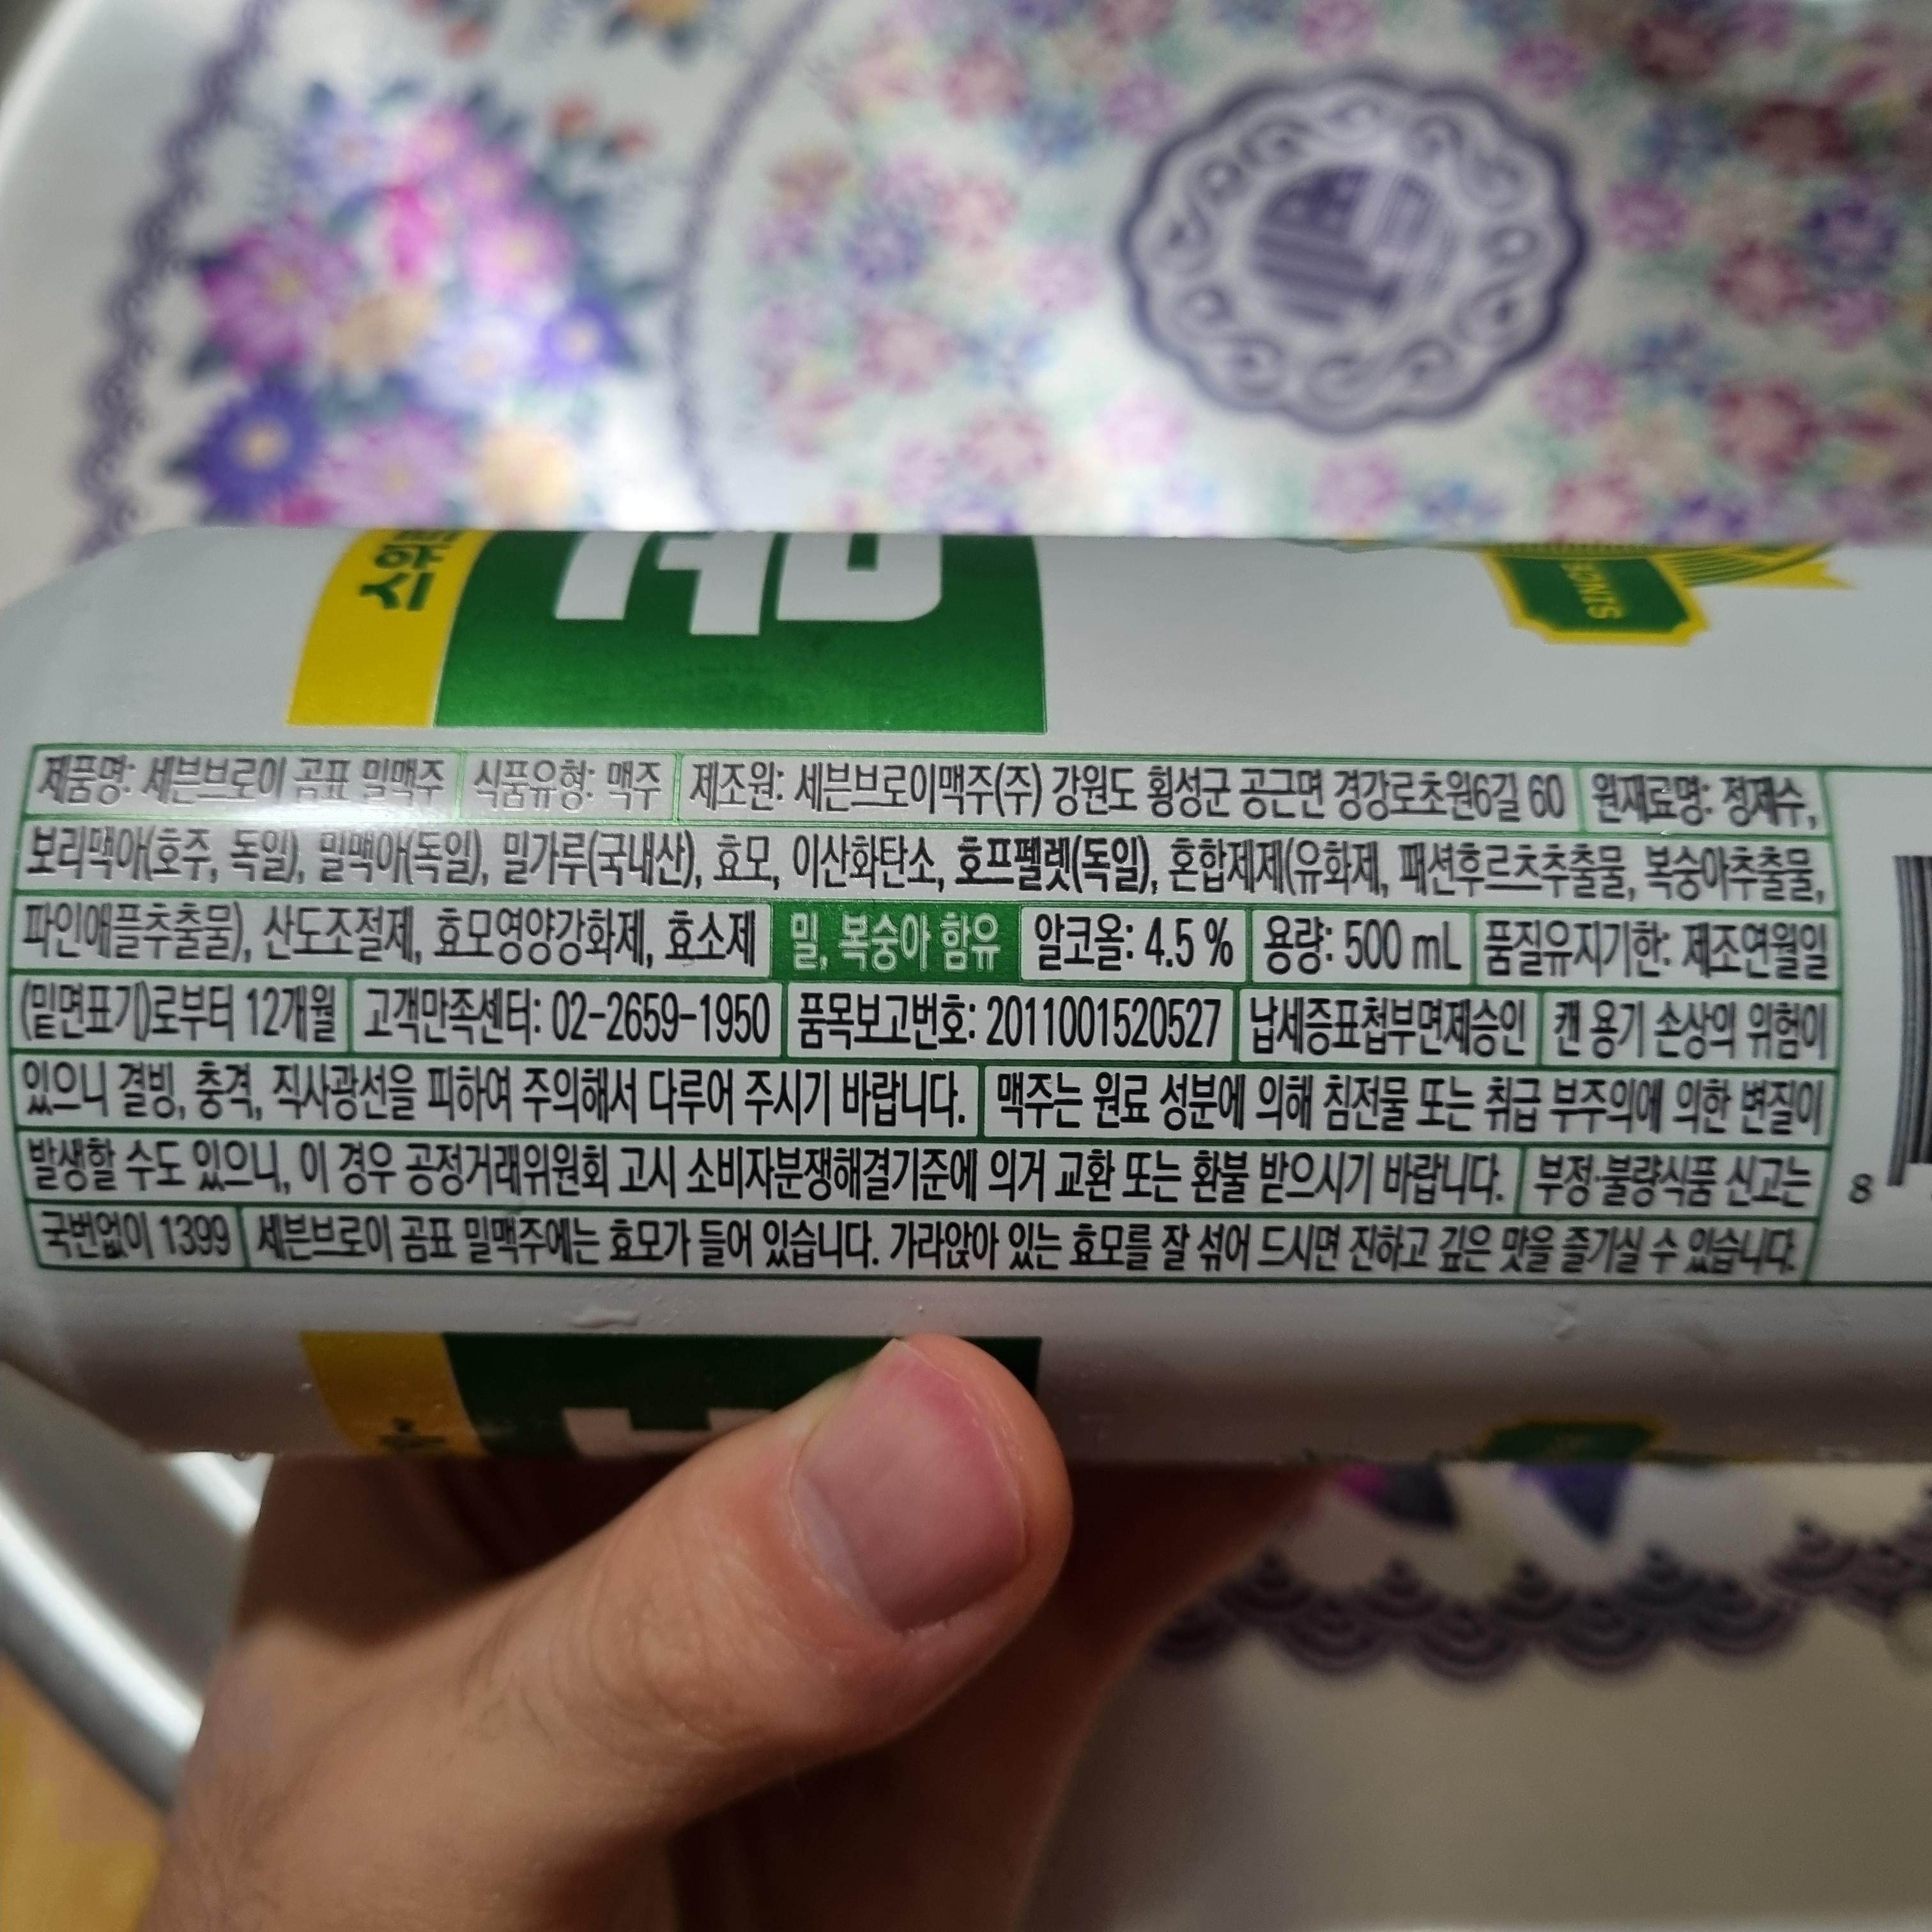 스위
곰
SINCE
제품명: 세븐브로이 곰표 밀맥주 식품유형: 맥주 제조원: 세븐브로이맥주(주) 강원도 횡성군 공근면 경강로초원6길 60 원재료명: 정제수,
보리맥아(호주, 독일), 밀맥아(독일), 밀가루(국내산), 효모, 이산화탄소, 호프펠렛(독일), 혼합제제(유화제, 패션후르츠추출물, 복숭아추출물,
파인애플추출물), 산도조절제, 효모영양강화제, 효소제 밀, 복숭아 함유 알코올: 4.5 % 용량: 500 mL 품질유지기한: 제조연월일
(밑면표기)로부터 12개월 고객만족센터: 02-2659-1950 품목보고번호: 2011001520527 납세증표첩부면제승인 캔 용기 손상의 위험이
있으니 결빙, 충격, 직사광선을 피하여 주의해서 다루어 주시기 바랍니다. 맥주는 원료 성분에 의해 침전물 또는 취급 부주의에 의한 변질이
발생할 수도 있으니, 이 경우 공정거래위원회 고시 소비자분쟁해결기준에 의거 교환 또는 환불 받으시기 바랍니다. 부정·불량식품 신고는
국번없이 1399 세븐브로이 곰표 밀맥주에는 효모가 들어 있습니다. 가라앉아 있는 효모를 잘 섞어 드시면 진하고 깊은 맛을 즐기실 수 있습니다.
8